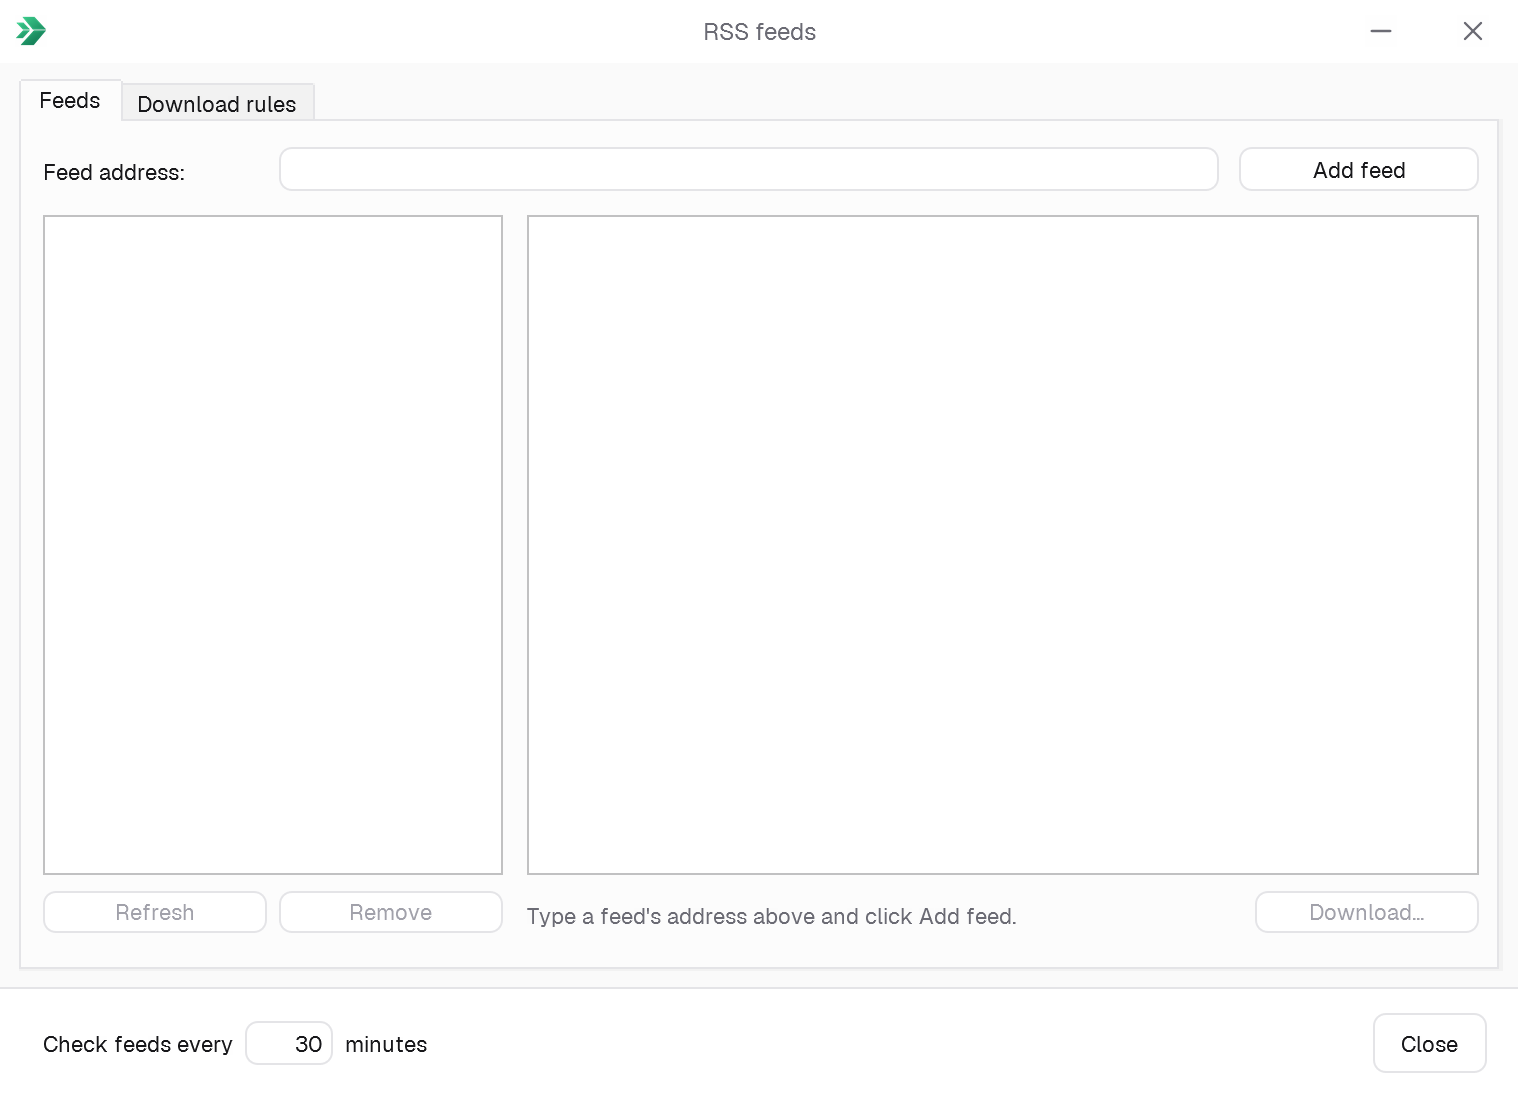 RSS feeds
Feeds
Download rules
Feed address:
Add feed
Refresh
Remove
Type a feed's address above and click Add feed.
Download...
Check feeds every 30 minutes
Close